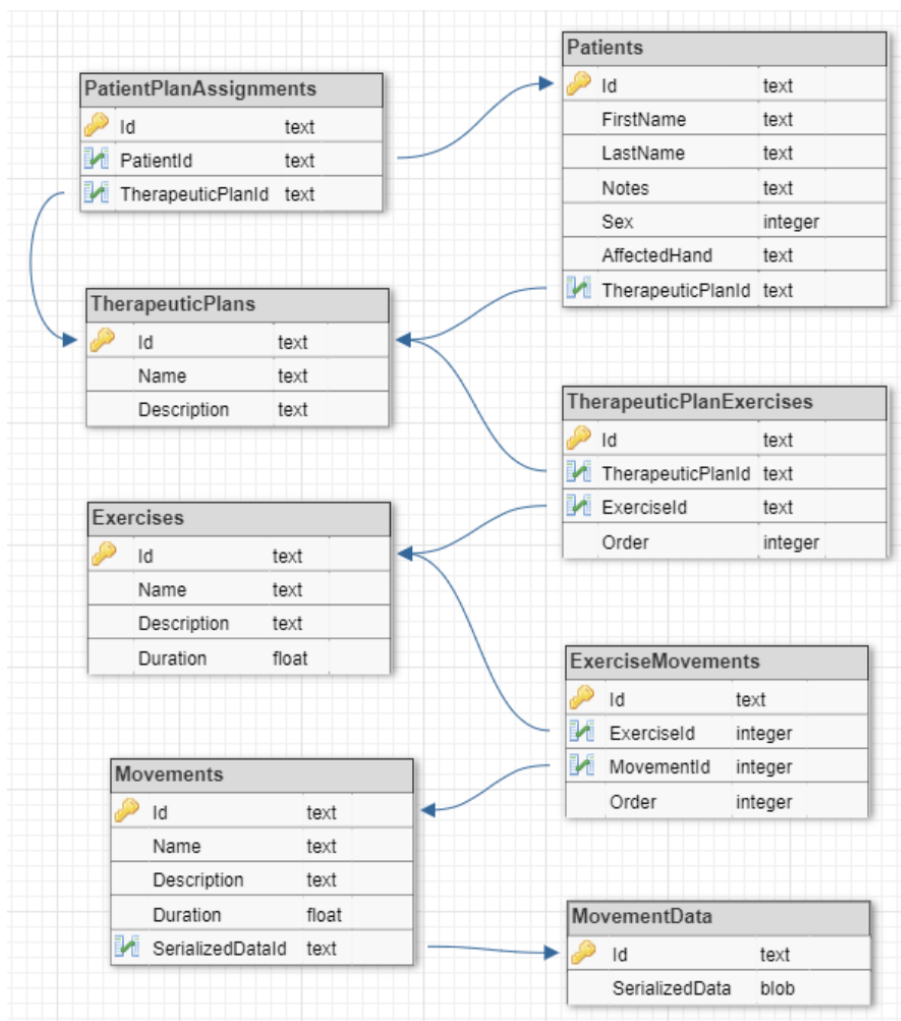 PatientPlanAssignments
Id text
PatientId text
TherapeuticPlanId text
Patients
Id text
FirstName text
LastName text
Notes text
Sex integer
AffectedHand text
TherapeuticPlanId text
TherapeuticPlans
Id text
Name text
Description text
TherapeuticPlanExercises
Id text
TherapeuticPlanId text
ExerciseId text
Order integer
Exercises
Id text
Name text
Description text
Duration float
ExerciseMovements
Id text
ExerciseId integer
MovementId integer
Order integer
Movements
Id text
Name text
Description text
Duration float
SerializedDataId text
MovementData
Id text
SerializedData blob